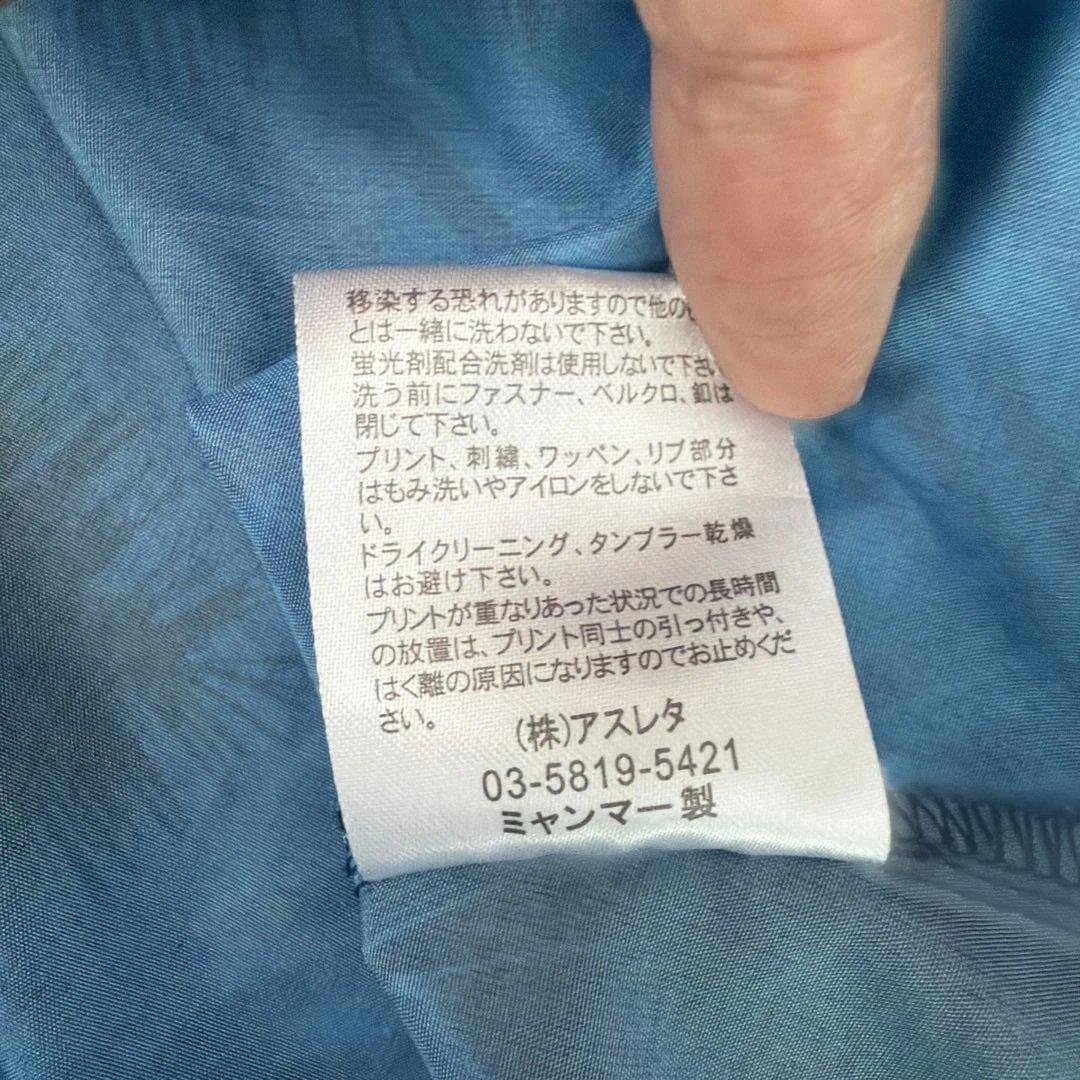 移染する恐れがありますので他の
とは一緒に洗わないで下さい。
蛍光剤配合洗剤は使用しないで下さい
洗う前にファスナー、ベルクロ、釦は
閉じて下さい。
プリント、刺繍、ワッペン、リブ部分
はもみ洗いやアイロンをしないで下さ
い。
ドライクリーニング、タンブラー乾燥
はお避け下さい。
プリントが重なりあった状況での長時間
の放置は、プリント同士の引っ付きや、
はく離の原因になりますのでお止めくだ
さい。
(株)アスレタ
03-5819-5421
ミャンマー製